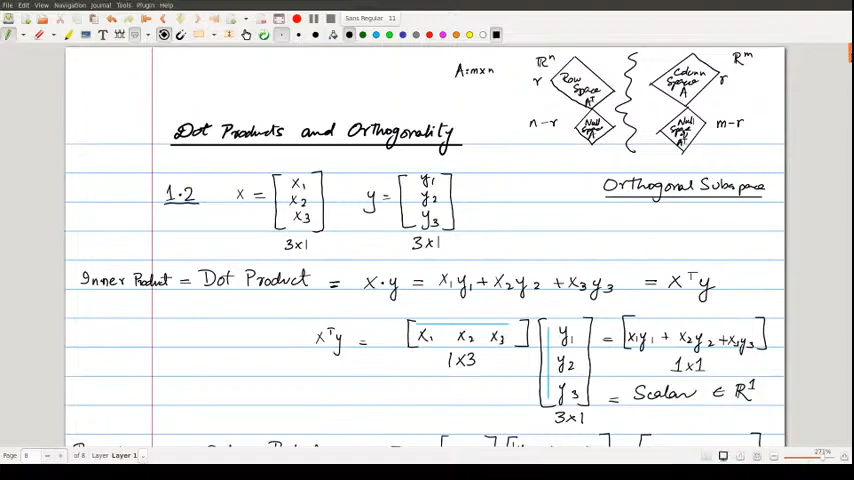 File Edit View Navigation Journal Tools Plugin Help
Sans Regular 11
A:m×n
ℝⁿ
ℝᵐ
r
Row Space Aᵀ
Column Space A
r
n-r
Null Space A
Null Space of Aᵀ
m-r
Dot Products and Orthogonality
Orthogonal Subspace
1.2 x = [x₁ x₂ x₃] y = [y₁ y₂ y₃]
3×1 3×1
Inner Product = Dot Product = x·y = x₁y₁ + x₂y₂ + x₃y₃ = xᵀy
xᵀy = [x₁ x₂ x₃] [y₁ y₂ y₃] = [x₁y₁ + x₂y₂ + x₃y₃]
1×3 1×1
3×1 = Scalar ∈ ℝ¹
Page 8 of 8 Layer Layer 1
271%